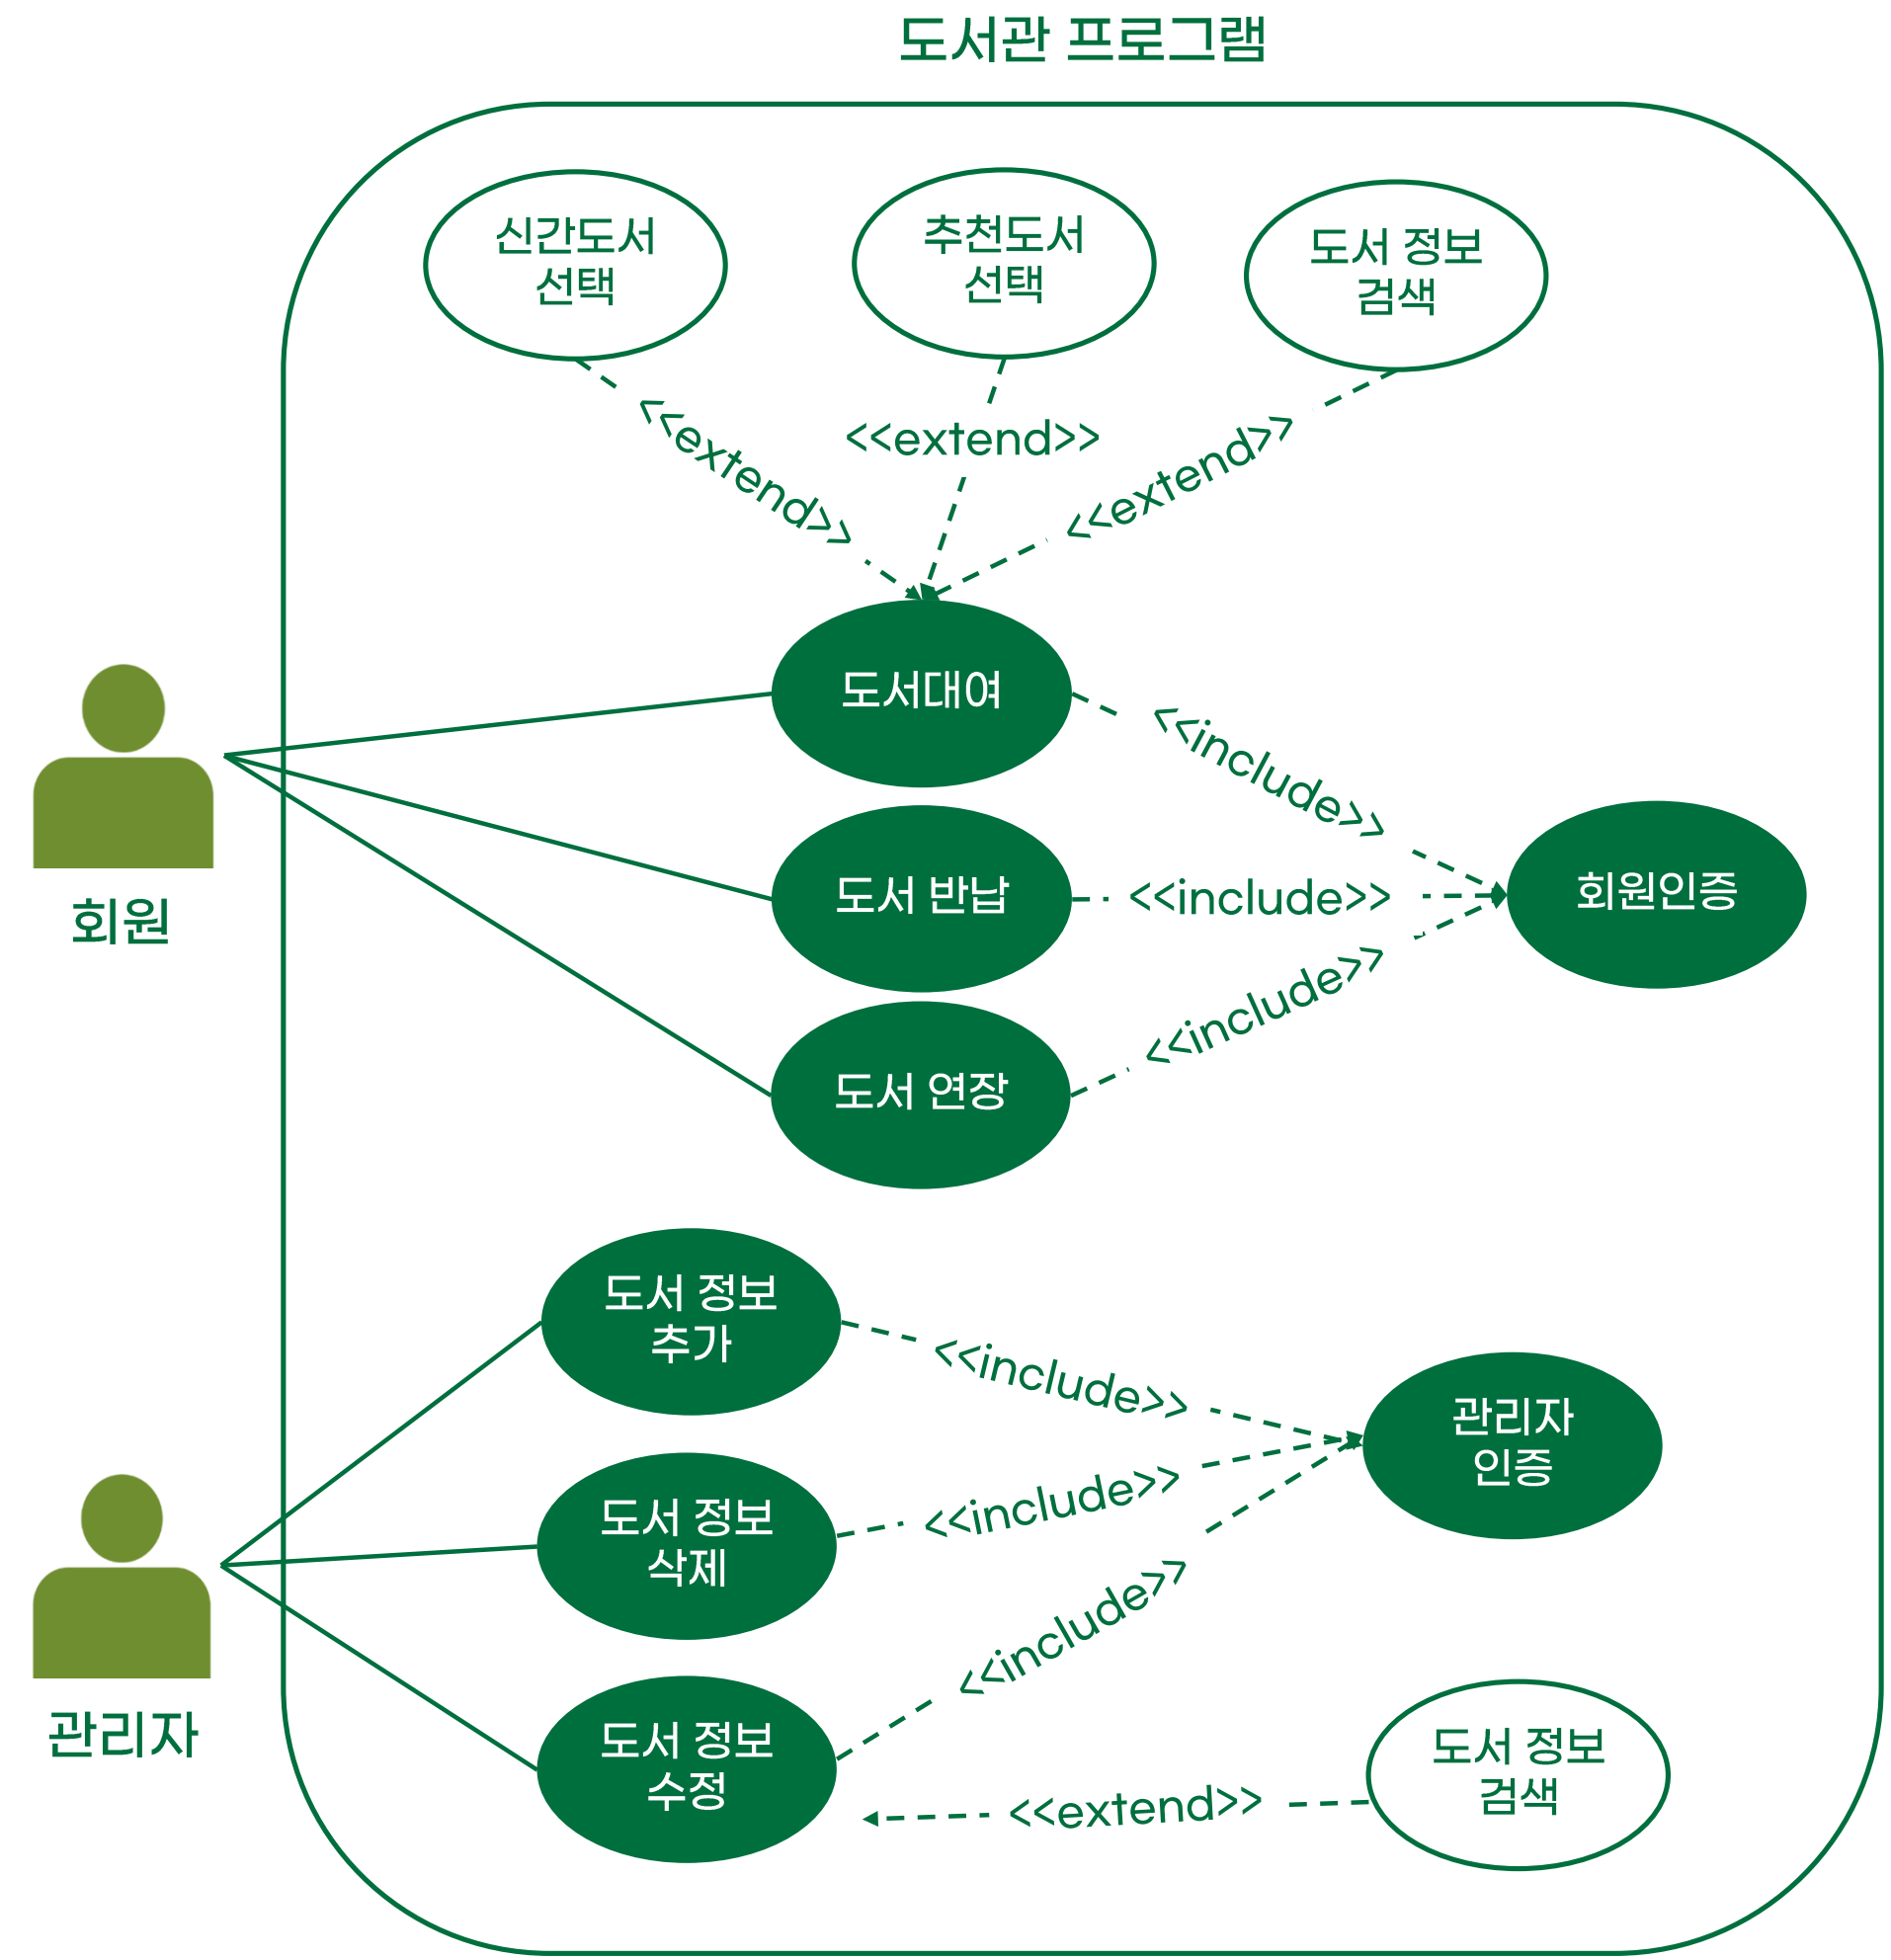 도서관 프로그램
신간도서
선택
추천도서
선택
도서 정보
검색
<<extend>>
<<extend>>
<<extend>>
도서대여
<<include>>
회원
도서 반납
<<include>>
회원인증
<<include>>
도서 연장
도서 정보
추가
<<include>>
관리자
인증
도서 정보
삭제
<<include>>
<<include>>
관리자
도서 정보
수정
<<extend>>
도서 정보
검색